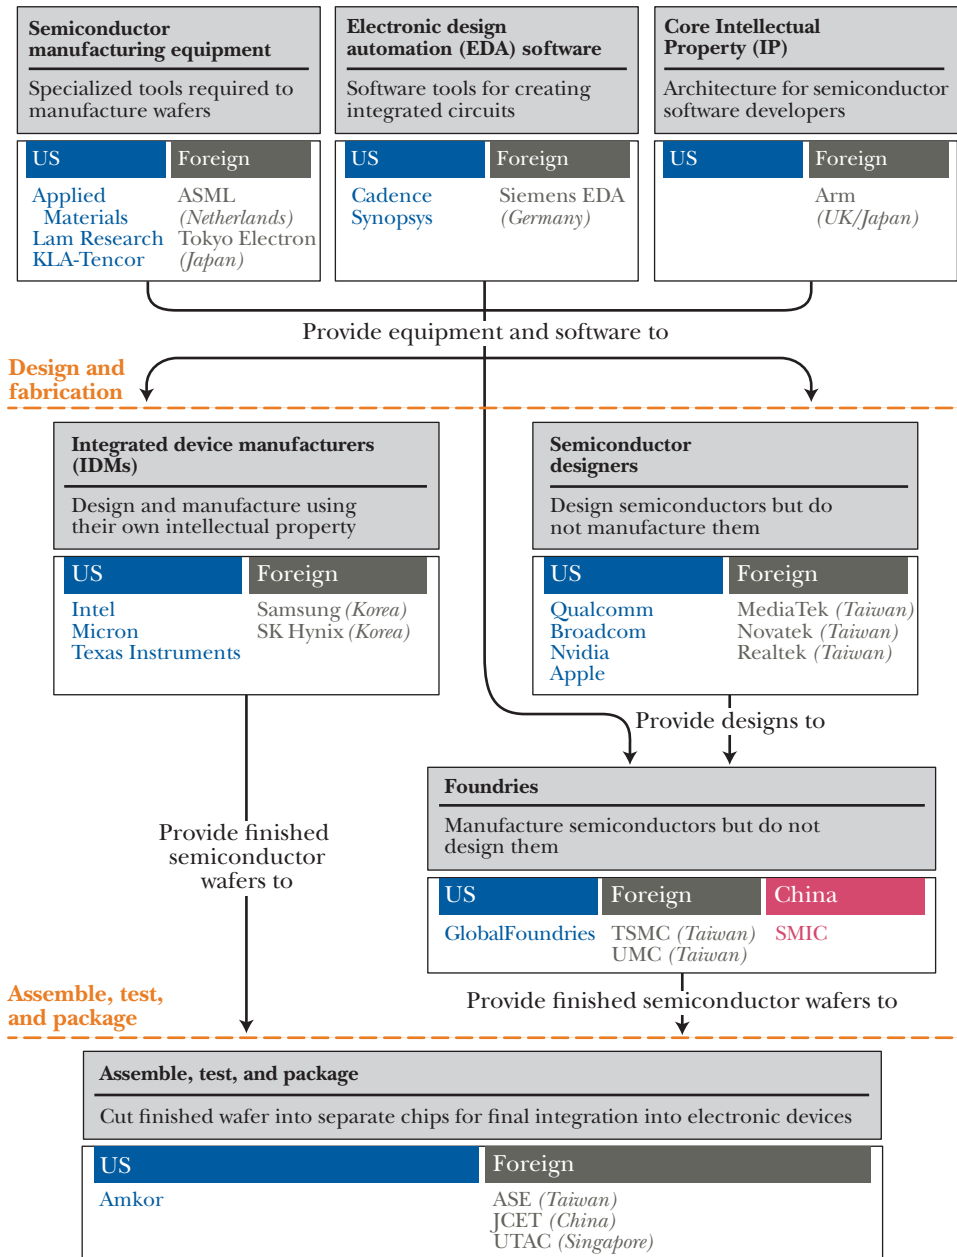 Semiconductor
manufacturing equipment
Specialized tools required to
manufacture wafers
US
Foreign
Applied
Materials
Lam Research
KLA-Tencor
ASML
(Netherlands)
Tokyo Electron
(Japan)
Electronic design
automation (EDA) software
Software tools for creating
integrated circuits
US
Foreign
Cadence
Synopsys
Siemens EDA
(Germany)
Core Intellectual
Property (IP)
Architecture for semiconductor
software developers
US
Foreign
Arm
(UK/Japan)
Provide equipment and software to
Design and
fabrication
Integrated device manufacturers
(IDMs)
Design and manufacture using
their own intellectual property
US
Foreign
Intel
Micron
Texas Instruments
Samsung (Korea)
SK Hynix (Korea)
Semiconductor
designers
Design semiconductors but do
not manufacture them
US
Foreign
Qualcomm
Broadcom
Nvidia
Apple
MediaTek (Taiwan)
Novatek (Taiwan)
Realtek (Taiwan)
Provide designs to
Foundries
Manufacture semiconductors but do not
design them
US
Foreign
China
GlobalFoundries
TSMC (Taiwan)
UMC (Taiwan)
SMIC
Provide finished
semiconductor
wafers to
Provide finished semiconductor wafers to
Assemble, test,
and package
Assemble, test, and package
Cut finished wafer into separate chips for final integration into electronic devices
US
Foreign
Amkor
ASE (Taiwan)
JCET (China)
UTAC (Singapore)